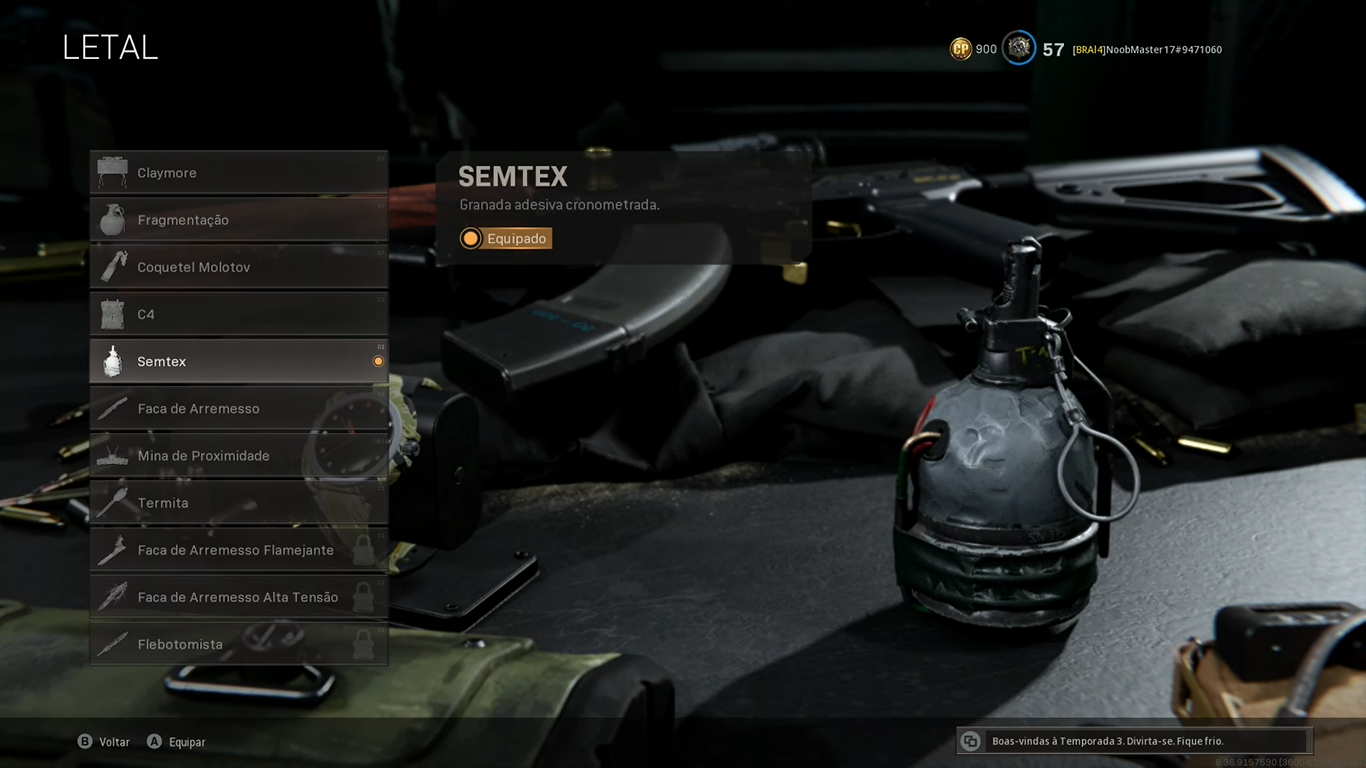 LETAL
CP 900 57 [BRAl4]NoobMaster17#9471060
Claymore
Fragmentação
Coquetel Molotov
C4
Semtex
Faca de Arremesso
Mina de Proximidade
Termita
Faca de Arremesso Flamejante
Faca de Arremesso Alta Tensão
Flebotomista
SEMTEX
Granada adesiva cronometrada.
Equipado
B Voltar A Equipar
Boas-vindas à Temporada 3. Divirta-se. Fique frio.